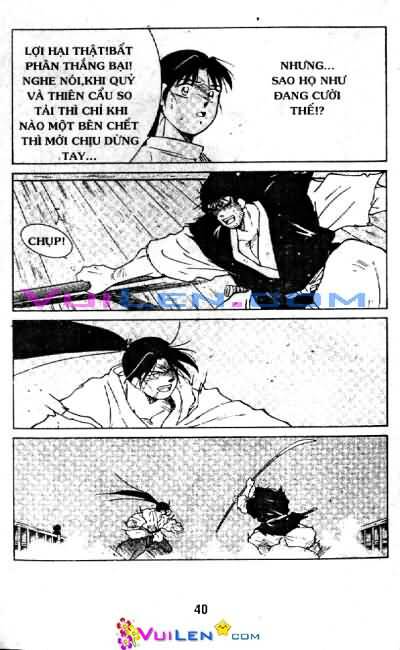 LỢI HẠI THẬT!BẤT
PHÂN THẮNG BẠI!
NGHE NÓI,KHI QUỶ
VÀ THIÊN CẨU SO
TÀI THÌ CHỈ KHI
NÀO MỘT BÊN CHẾT
THÌ MỚI CHỊU DỪNG
TAY...
NHƯNG...
SAO HỌ NHƯ
ĐANG CƯỜI
THẾ!?
CHỤP!
VUILEN.COM
40
VUILEN.COM